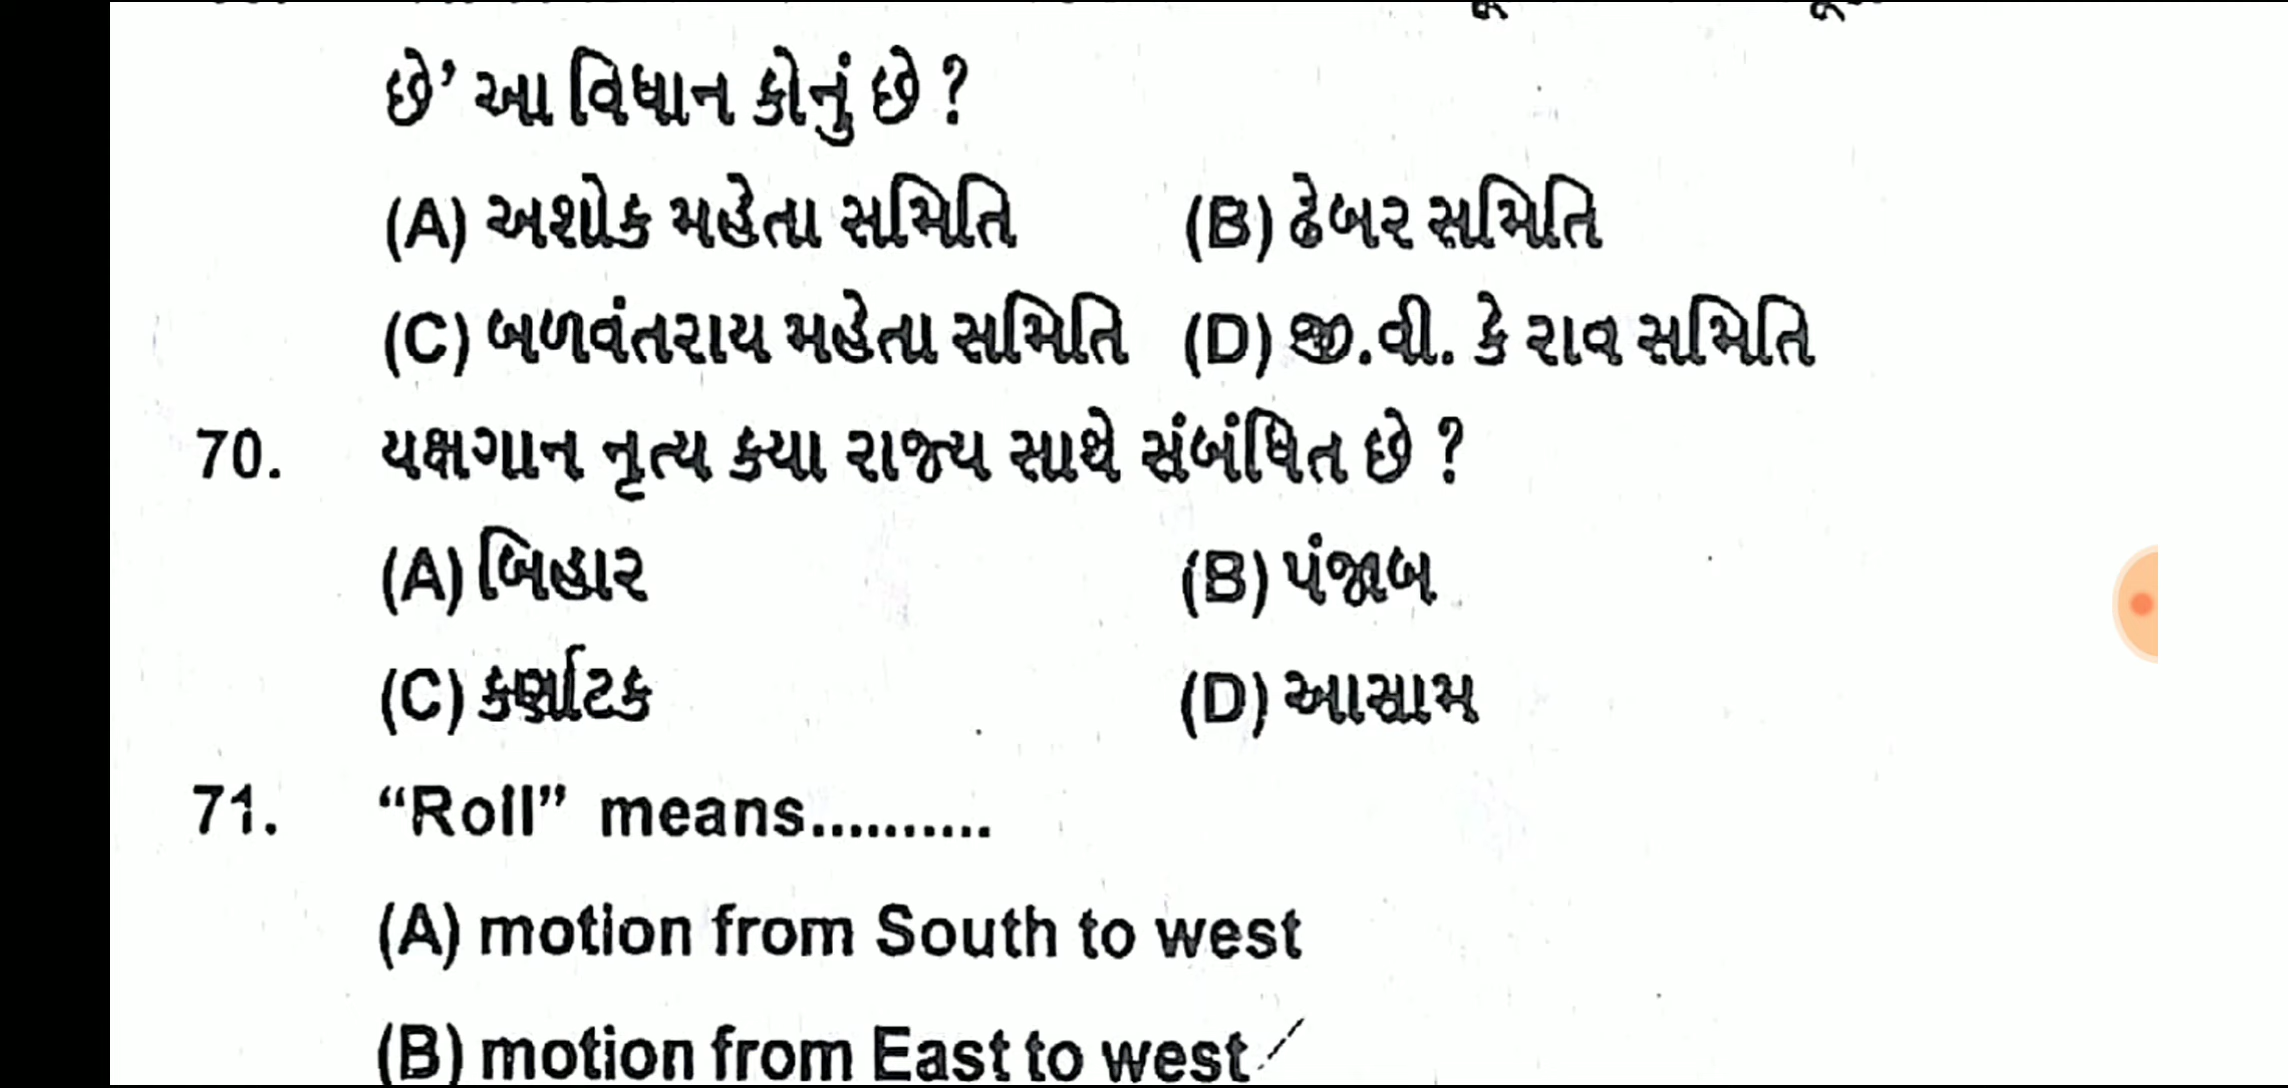 છે’ આ વિધાન કોનું છે ?
(A) અશોક મહેતા સમિતિ (B) ઢેબર સમિતિ
(C) બળવંતરાય મહેતા સમિતિ (D) જી.વી. કે રાવ સમિતિ
70. યક્ષગાન નૃત્ય ક્યા રાજ્ય સાથે સંબંધિત છે ?
(A) બિહાર (B) પંજાબ
(C) કર્ણાટક (D) આસામ
71. “Roll” means..........
(A) motion from South to west
(B) motion from East to west